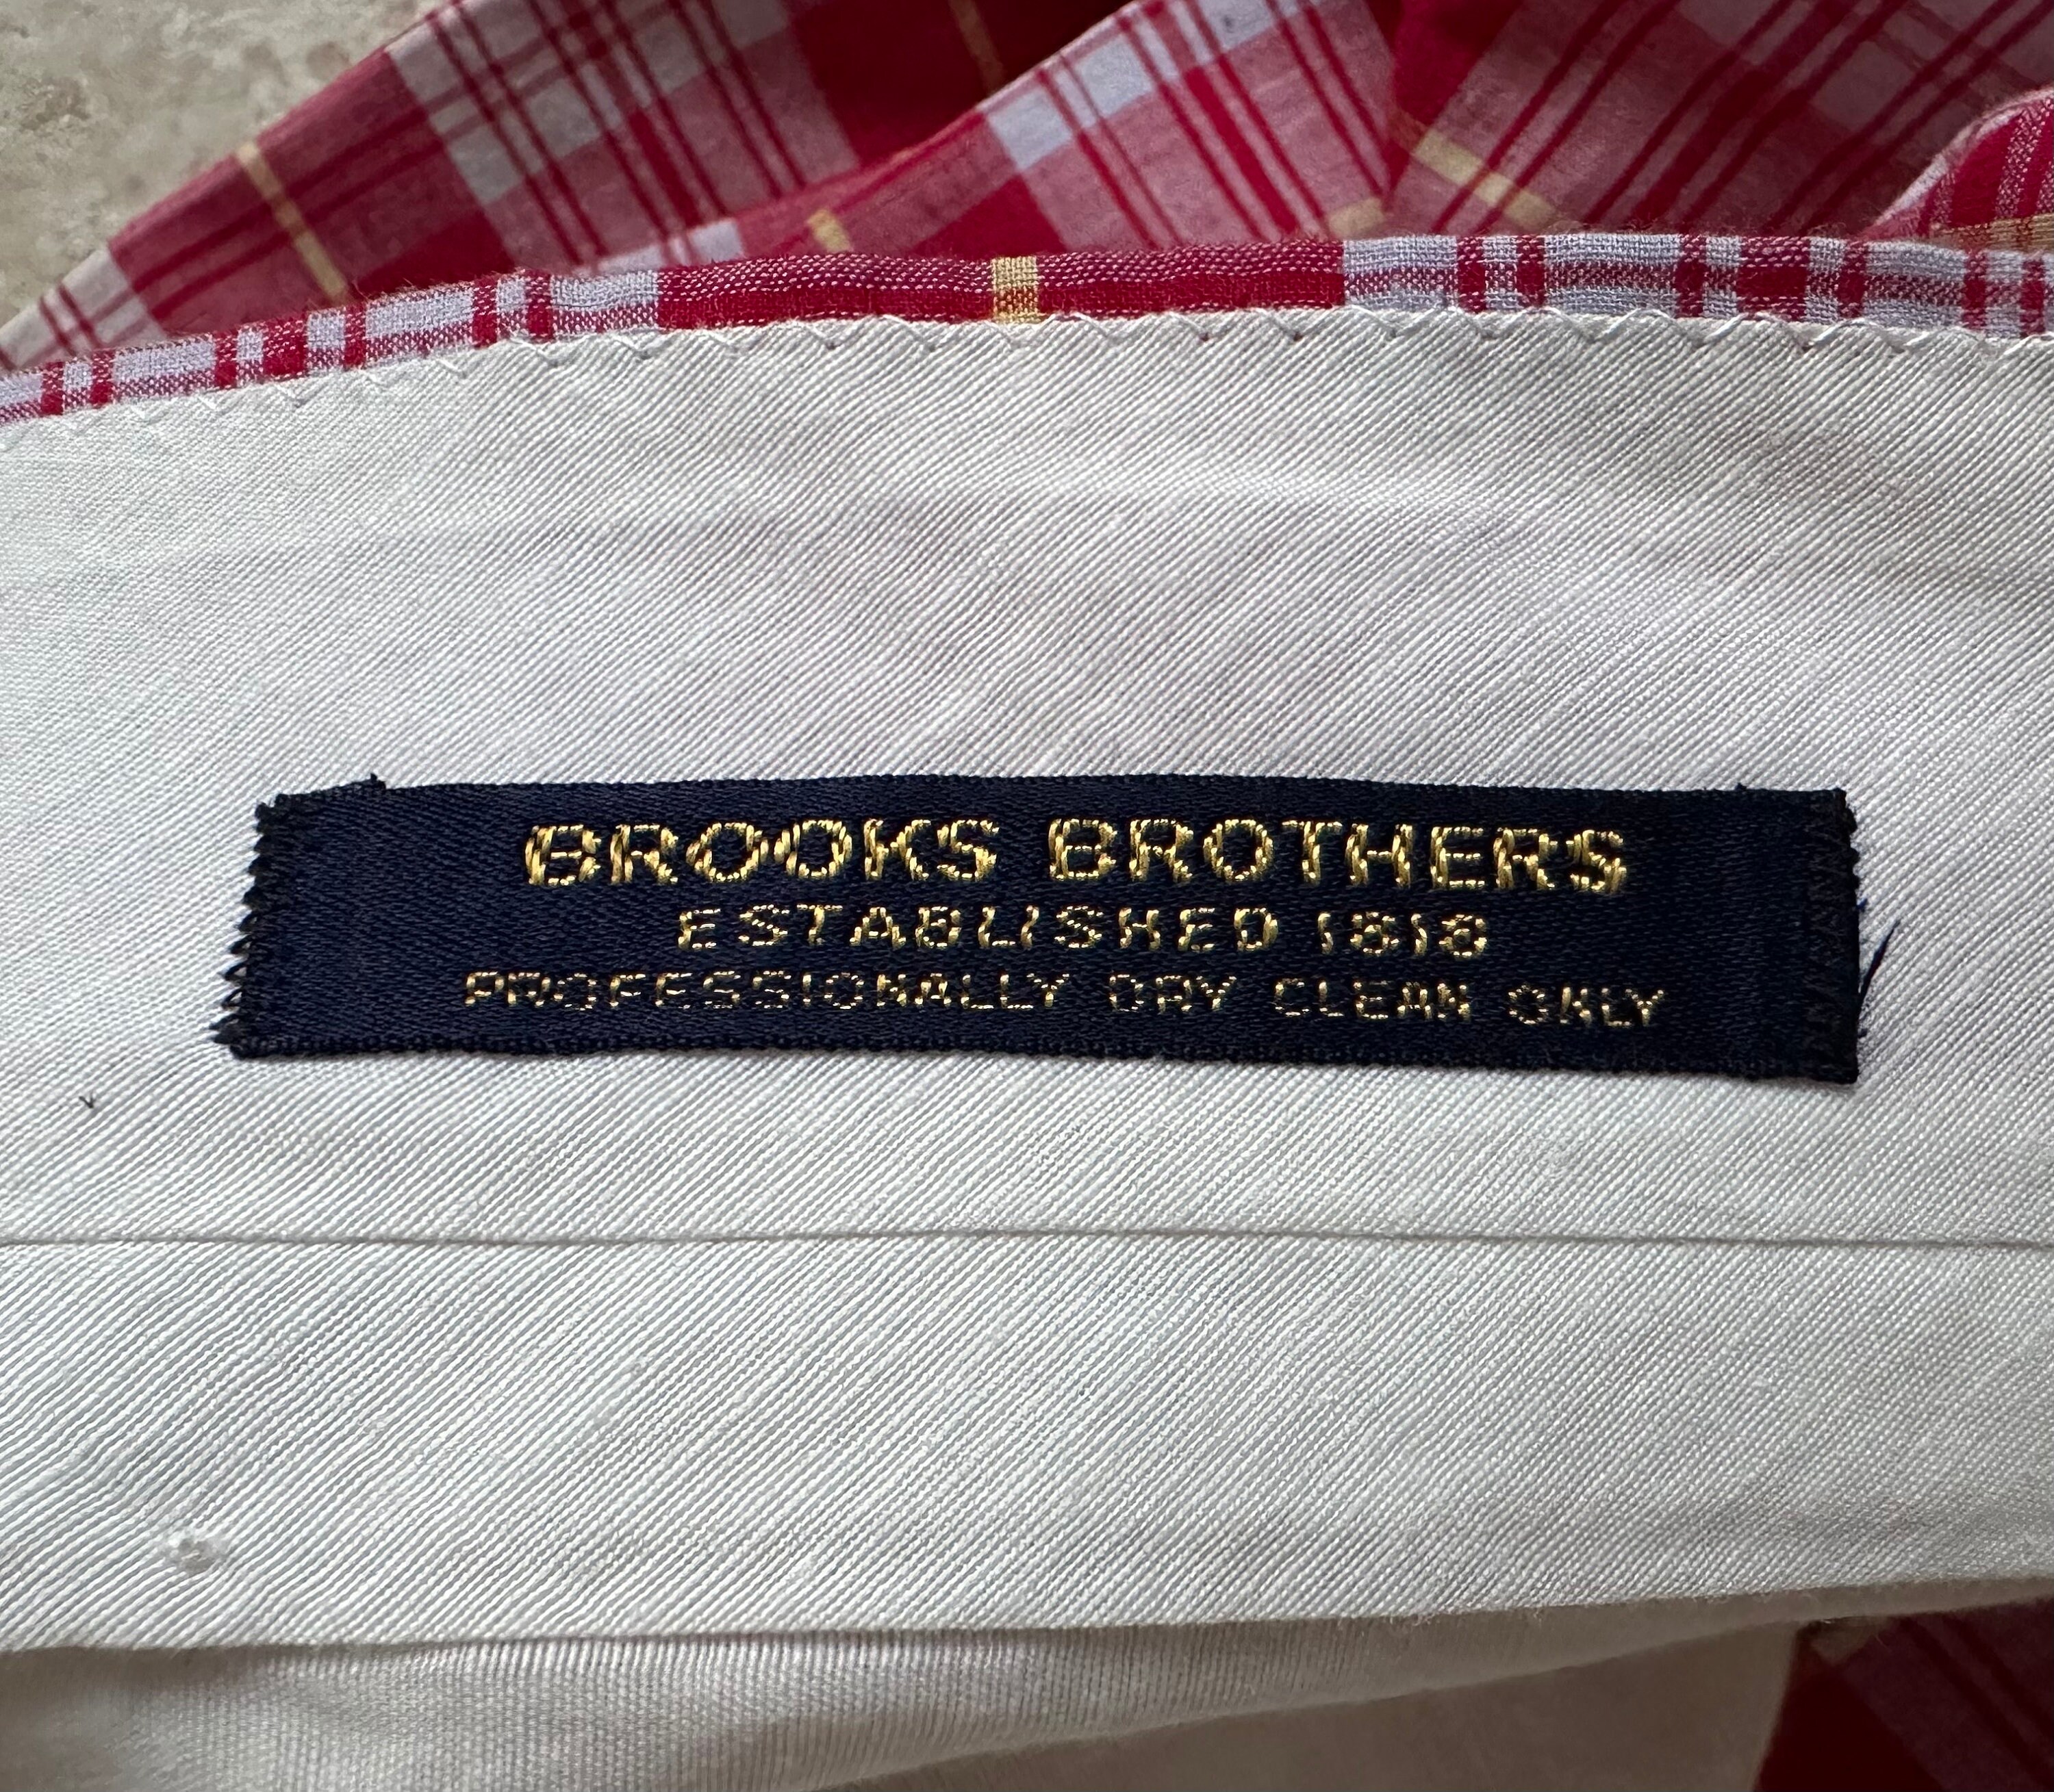 BROOKS BROTHERS
ESTABLISHED 1818
PROFESSIONALLY DRY CLEAN ONLY